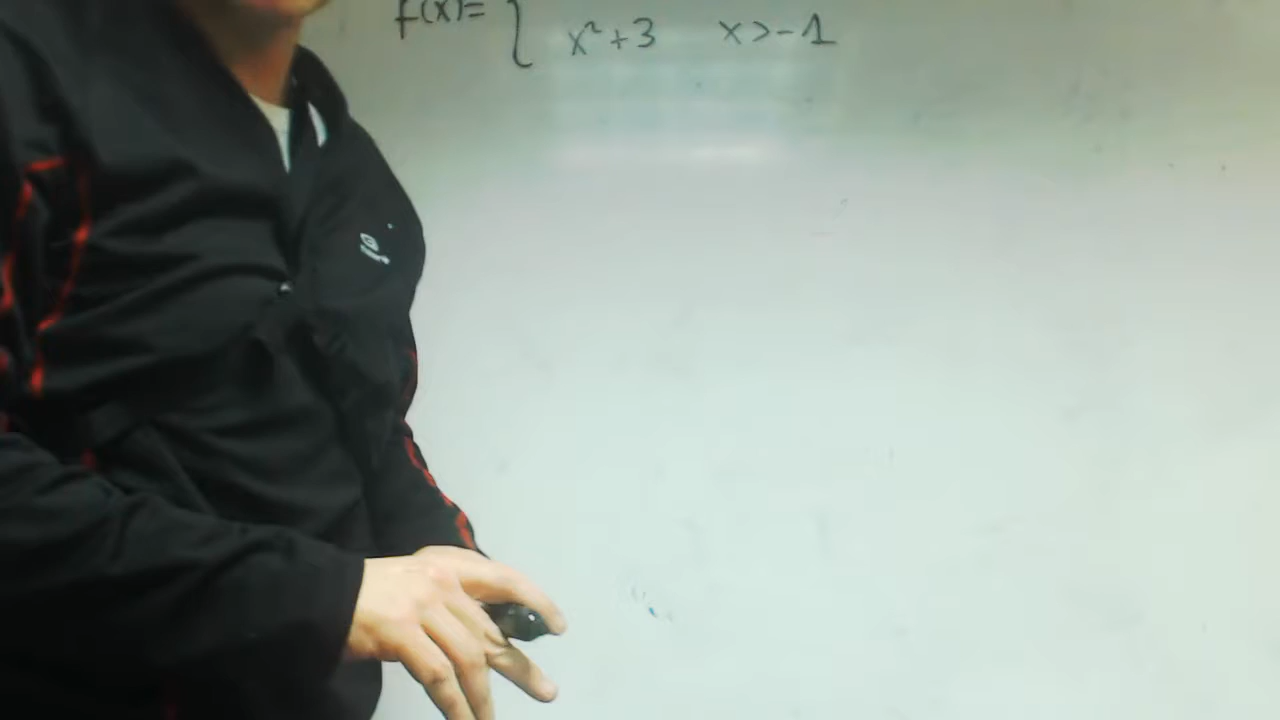 f(x)= { x²+3 x>-1